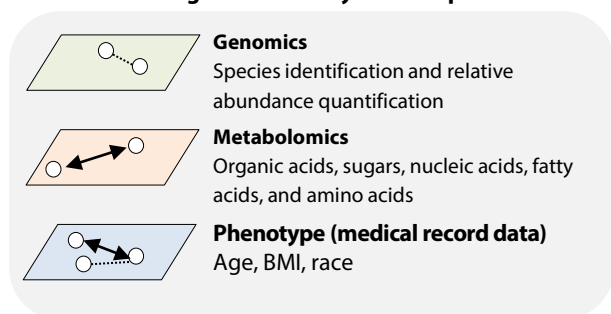 Genomics
Species identification and relative
abundance quantification
Metabolomics
Organic acids, sugars, nucleic acids, fatty
acids, and amino acids
Phenotype (medical record data)
Age, BMI, race